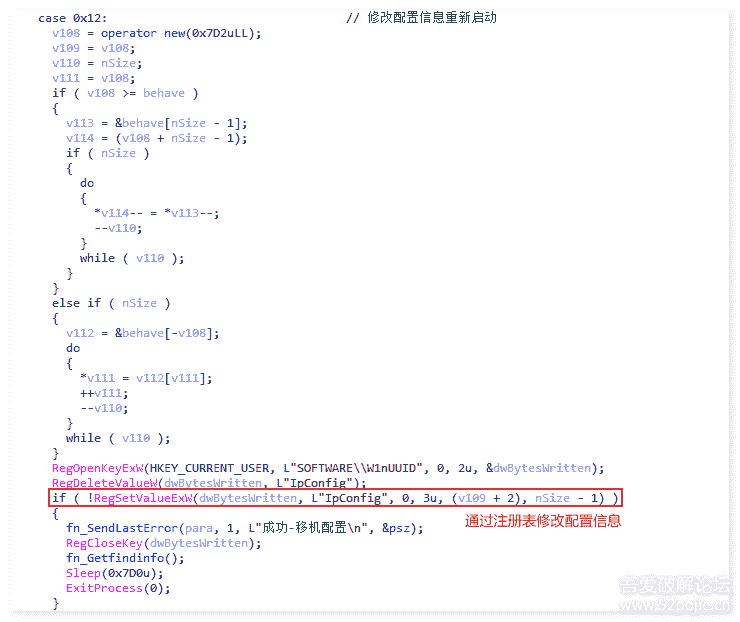 case 0x12: // 修改配置信息重新启动
v108 = operator new(0x7D2uLL);
v109 = v108;
v110 = nSize;
v111 = v108;
if ( v108 >= behave )
{
v113 = &behave[nSize - 1];
v114 = (v108 + nSize - 1);
if ( nSize )
{
do
{
*v114-- = *v113--;
--v110;
}
while ( v110 );
}
}
else if ( nSize )
{
v112 = &behave[-v108];
do
{
*v111 = v112[v111];
++v111;
--v110;
}
while ( v110 );
}
RegOpenKeyExW(HKEY_CURRENT_USER, L"SOFTWARE\\W1nUUID", 0, 2u, &dwBytesWritten);
RegDeleteValueW(dwBytesWritten, L"IpConfig");
if ( !RegSetValueExW(dwBytesWritten, L"IpConfig", 0, 3u, (v109 + 2), nSize - 1) )
{
fn_SendLastError(para, 1, L"成功-移机配置\n", &psz);
通过注册表修改配置信息
RegCloseKey(dwBytesWritten);
fn_Getfindinfo();
Sleep(0x7D0u);
ExitProcess(0);
}
吾爱破解论坛
www.52pojie.cn